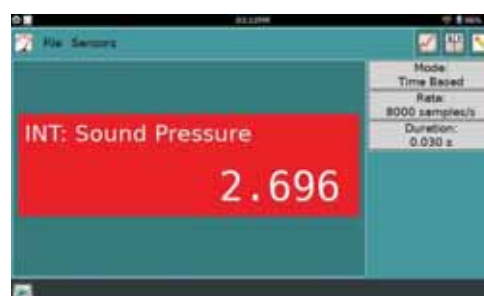 File Sensors
Mode:
Time Based
Rate:
8000 samples/s
Duration:
0.030 s
INT: Sound Pressure
2.696